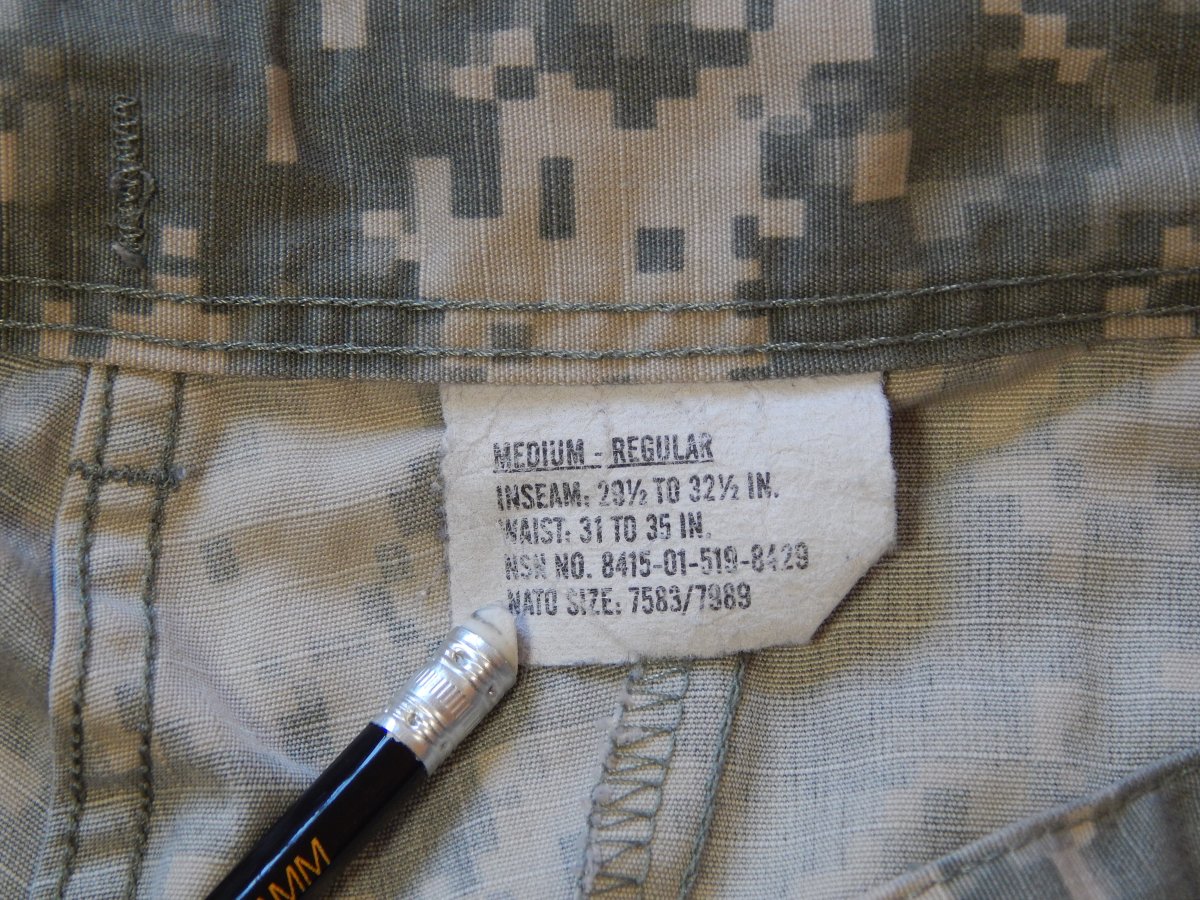 MEDIUM - REGULAR
INSEAM: 29½ TO 32½ IN.
WAIST: 31 TO 35 IN.
NSN NO. 8415-01-519-8429
NATO SIZE: 7583/7989
AMM